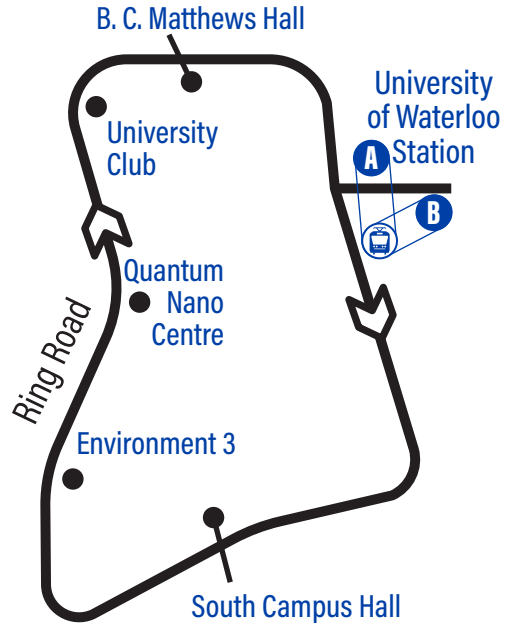 B. C. Matthews Hall
University
of Waterloo
Station
A
B
University
Club
Quantum
Nano
Centre
Ring Road
Environment 3
South Campus Hall